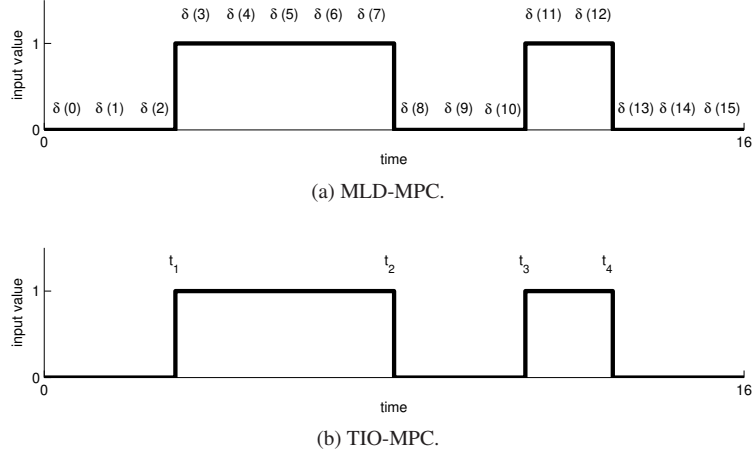 δ (3) δ (4) δ (5) δ (6) δ (7) δ (11) δ (12)
1
input value
δ (0) δ (1) δ (2) δ (8) δ (9) δ (10) δ (13) δ (14) δ (15)
0
0 16
time
(a) MLD-MPC.
t1 t2 t3 t4
1
input value
0
0 16
time
(b) TIO-MPC.